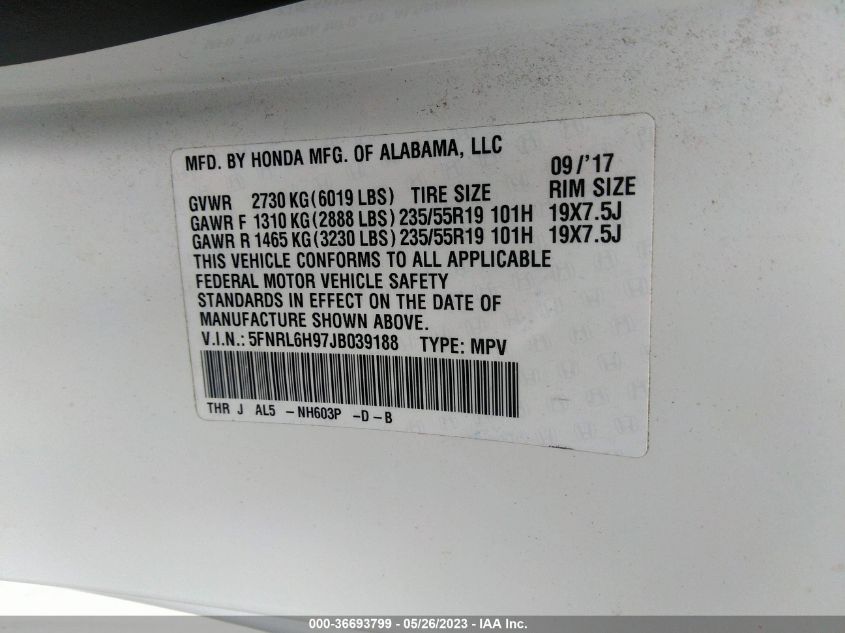 MFD. BY HONDA MFG. OF ALABAMA, LLC 09/'17
GVWR 2730 KG(6019 LBS) TIRE SIZE RIM SIZE
GAWR F 1310 KG(2888 LBS) 235/55R19 101H 19X7.5J
GAWR R 1465 KG(3230 LBS) 235/55R19 101H 19X7.5J
THIS VEHICLE CONFORMS TO ALL APPLICABLE
FEDERAL MOTOR VEHICLE SAFETY
STANDARDS IN EFFECT ON THE DATE OF
MANUFACTURE SHOWN ABOVE.
V.I.N.: 5FNRL6H97JB039188 TYPE: MPV
THR J AL5 -NH603P -D-B
000-36693799 - 05/26/2023 - IAA Inc.